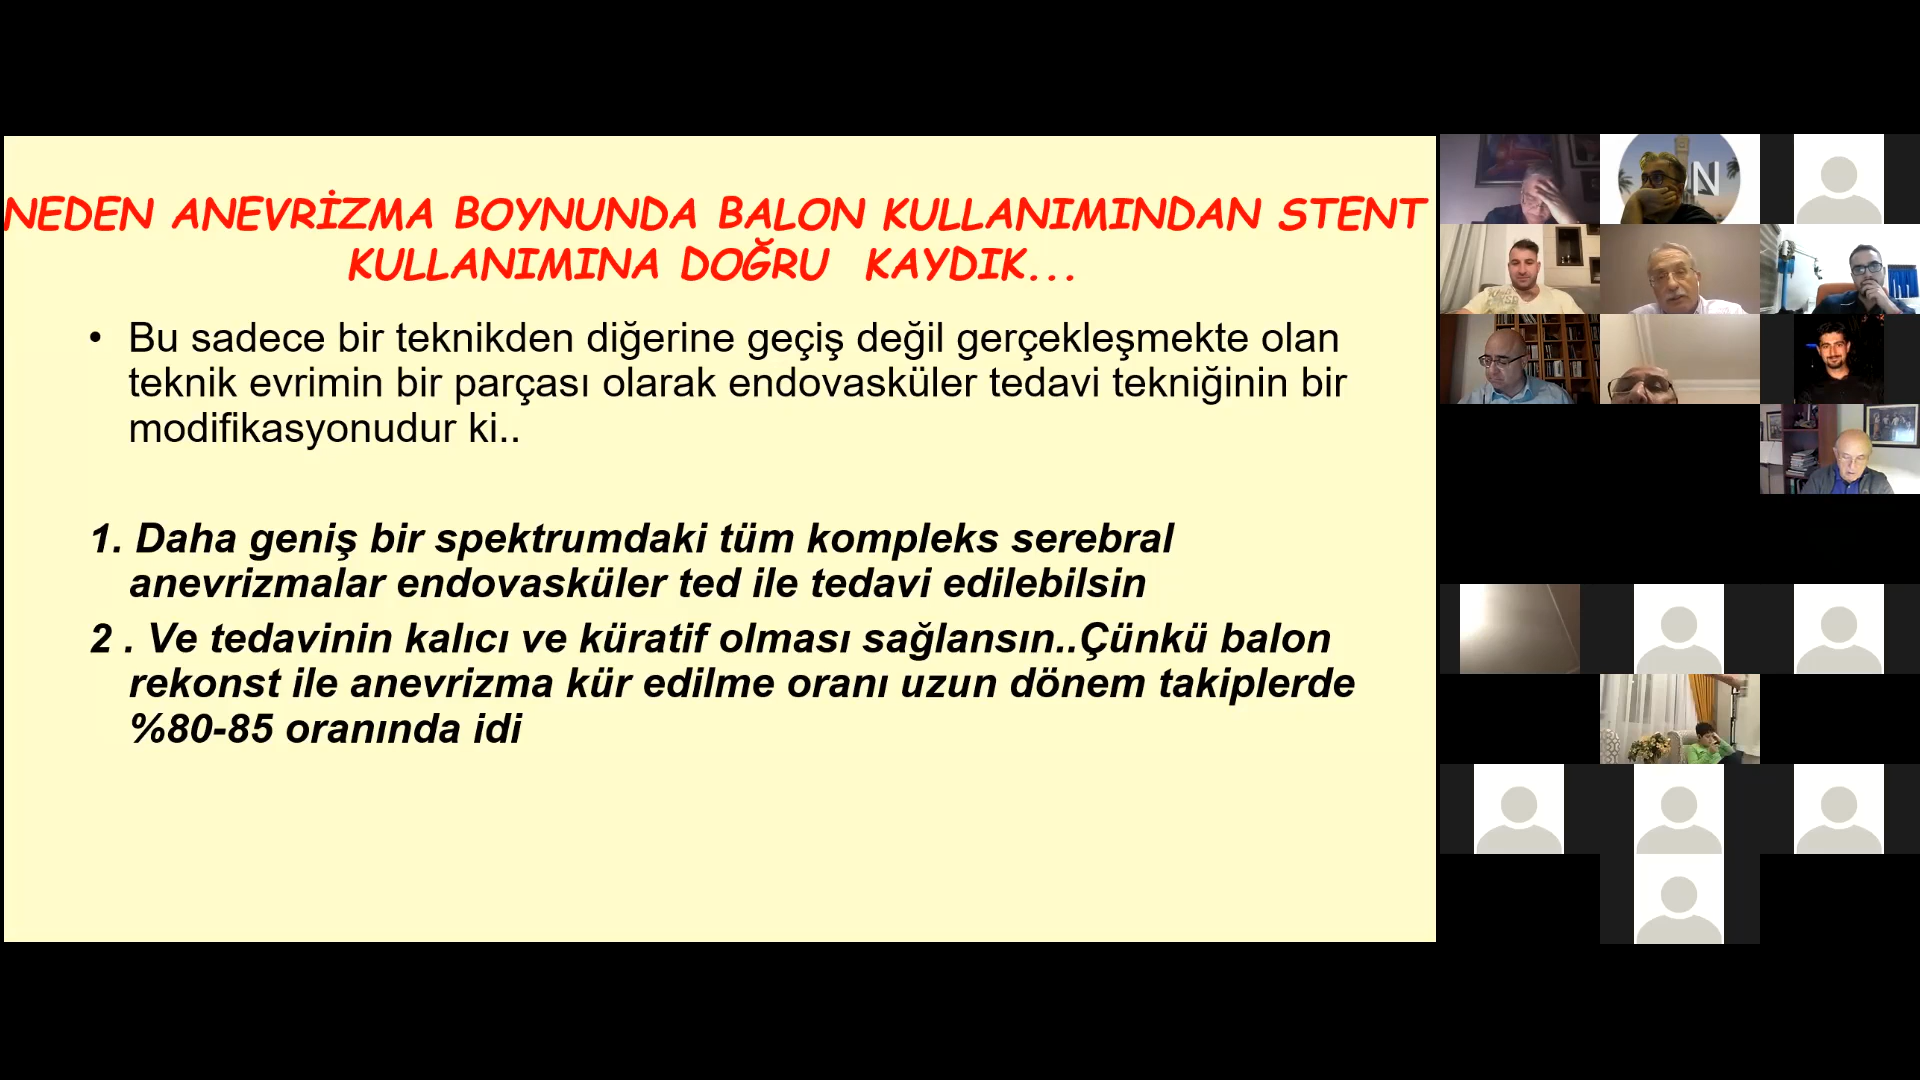 NEDEN ANEVRİZMA BOYNUNDA BALON KULLANIMINDAN STENT
KULLANIMINA DOĞRU KAYDIK...
• Bu sadece bir teknikden diğerine geçiş değil gerçekleşmekte olan
teknik evrimin bir parçası olarak endovasküler tedavi tekniğinin bir
modifikasyonudur ki..
1. Daha geniş bir spektrumdaki tüm kompleks serebral
anevrizmalar endovasküler ted ile tedavi edilebilsin
2 . Ve tedavinin kalıcı ve küratif olması sağlansın..Çünkü balon
rekonst ile anevrizma kür edilme oranı uzun dönem takiplerde
%80-85 oranında idi